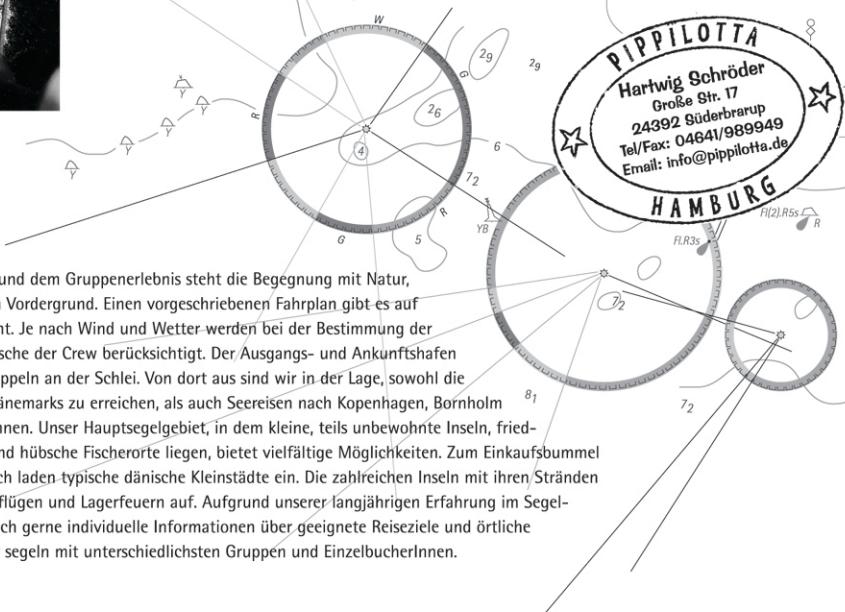 PIPPILOTTA
Hartwig Schröder
Große Str. 17
24392 Süderbrarup
Tel/Fax: 04641/989949
Email: info@pippilotta.de
HAMBURG
W
G
R
G
R
29
29
26
4
6
72
5
Y
Y
Y
Y
YB
Fl.R3s
Fl(2).R5s
R
72
81
72
und dem Gruppenerlebnis steht die Begegnung mit Natur,
Vordergrund. Einen vorgeschriebenen Fahrplan gibt es auf
nt. Je nach Wind und Wetter werden bei der Bestimmung der
sche der Crew berücksichtigt. Der Ausgangs- und Ankunftshafen
ppeln an der Schlei. Von dort aus sind wir in der Lage, sowohl die
änemarks zu erreichen, als auch Seereisen nach Kopenhagen, Bornholm
nnen. Unser Hauptsegelgebiet, in dem kleine, teils unbewohnte Inseln, fried-
nd hübsche Fischerorte liegen, bietet vielfältige Möglichkeiten. Zum Einkaufsbummel
ch laden typische dänische Kleinstädte ein. Die zahlreichen Inseln mit ihren Stränden
flügen und Lagerfeuern auf. Aufgrund unserer langjährigen Erfahrung im Segel-
ch gerne individuelle Informationen über geeignete Reiseziele und örtliche
segeln mit unterschiedlichsten Gruppen und EinzelbucherInnen.